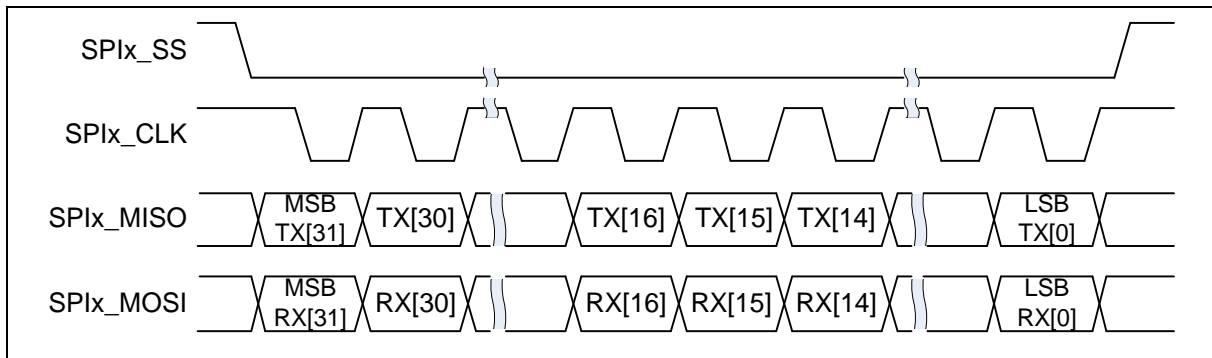 SPIx_SS
SPIx_CLK
SPIx_MISO
MSB
TX[31]
TX[30]
TX[16]
TX[15]
TX[14]
LSB
TX[0]
SPIx_MOSI
MSB
RX[31]
RX[30]
RX[16]
RX[15]
RX[14]
LSB
RX[0]